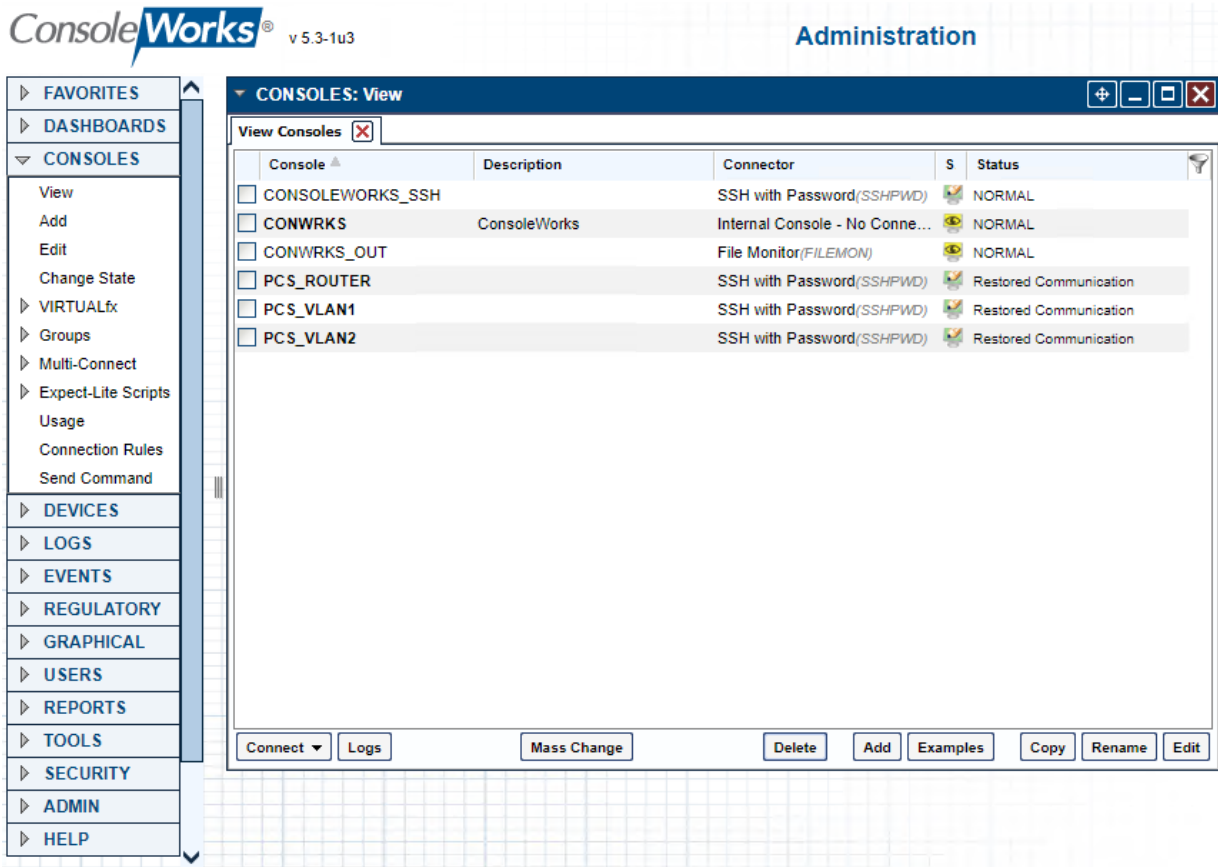 ConsoleWorks® v 5.3-1u3
Administration
FAVORITES
DASHBOARDS
CONSOLES
View
Add
Edit
Change State
VIRTUALfx
Groups
Multi-Connect
Expect-Lite Scripts
Usage
Connection Rules
Send Command
DEVICES
LOGS
EVENTS
REGULATORY
GRAPHICAL
USERS
REPORTS
TOOLS
SECURITY
ADMIN
HELP
CONSOLES: View
View Consoles
Console Description Connector S Status
CONSOLEWORKS_SSH SSH with Password(SSHPWD) NORMAL
CONWRKS ConsoleWorks Internal Console - No Conne... NORMAL
CONWRKS_OUT File Monitor(FILEMON) NORMAL
PCS_ROUTER SSH with Password(SSHPWD) Restored Communication
PCS_VLAN1 SSH with Password(SSHPWD) Restored Communication
PCS_VLAN2 SSH with Password(SSHPWD) Restored Communication
Connect Logs Mass Change Delete Add Examples Copy Rename Edit